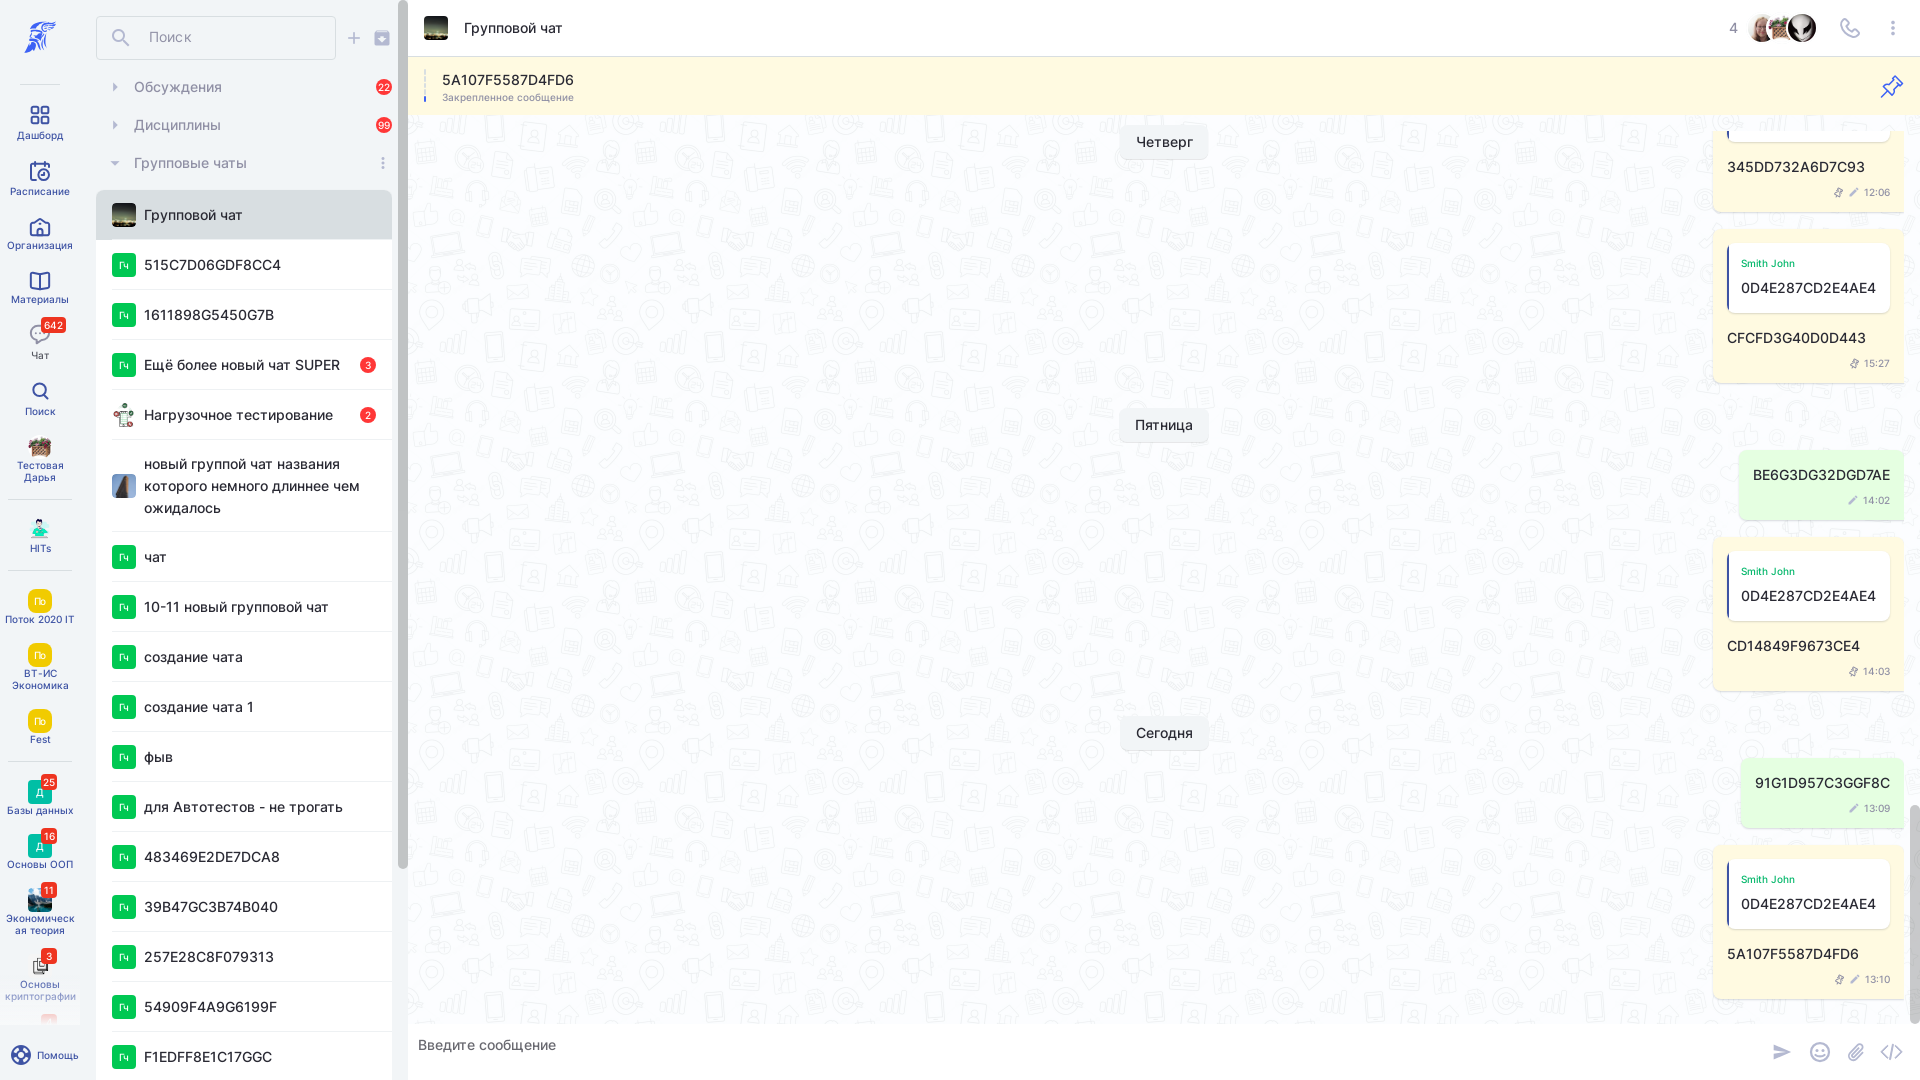 Дашборд
Расписание
Организация
Материалы
642
Чат
Поиск
Тестовая
Дарья
HITs
По
Поток 2020 IT
По
ВТ-ИС
Экономика
По
Fest
25
Д
Базы данных
16
Д
Основы ООП
11
Экономическ
ая теория
3
Основы
криптографии
Помощь
Поиск
Обсуждения
22
Дисциплины
99
Групповые чаты
Групповой чат
Гч
515C7D06GDF8CC4
Гч
1611898G5450G7B
Гч
Ещё более новый чат SUPER
3
Нагрузочное тестирование
2
новый группой чат названия
которого немного длиннее чем
ожидалось
Гч
чат
Гч
10-11 новый групповой чат
Гч
создание чата
Гч
создание чата 1
Гч
фыв
Гч
для Автотестов - не трогать
Гч
483469E2DE7DCA8
Гч
39B47GC3B74B040
Гч
257E28C8F079313
Гч
54909F4A9G6199F
Гч
F1EDFF8E1C17GGC
Групповой чат
4
5A107F5587D4FD6
Закрепленное сообщение
Четверг
345DD732A6D7C93
12:06
Smith John
0D4E287CD2E4AE4
CFCFD3G40D0D443
15:27
Пятница
BE6G3DG32DGD7AE
14:02
Smith John
0D4E287CD2E4AE4
CD14849F9673CE4
14:03
Сегодня
91G1D957C3GGF8C
13:09
Smith John
0D4E287CD2E4AE4
5A107F5587D4FD6
13:10
Введите сообщение